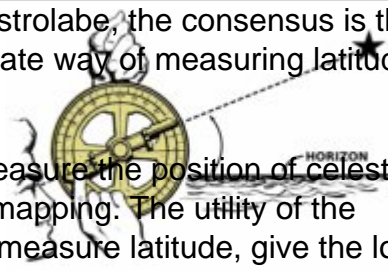 strolabe, the consensus is th
ate way of measuring latitud
HORIZON
easure the position of celest
mapping. The utility of the
measure latitude, give the lo